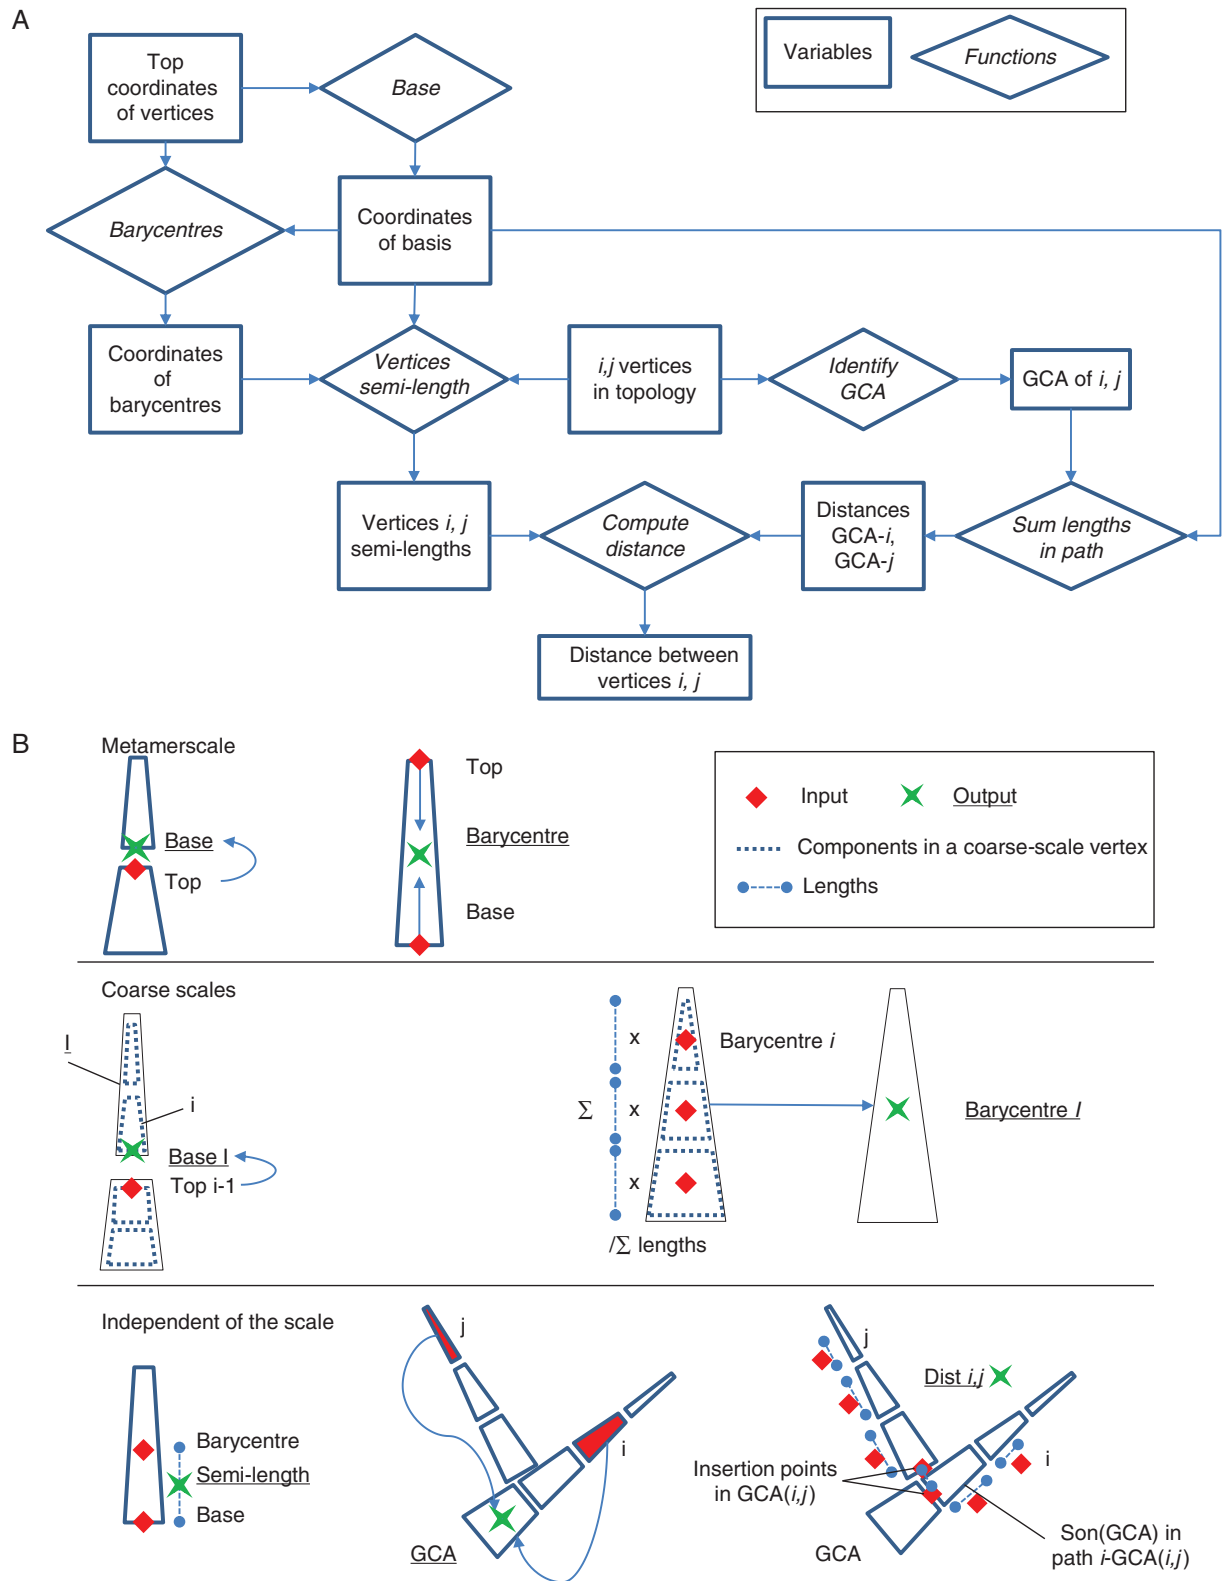 A
Top
coordinates
of vertices
Base
Variables
Functions
Barycentres
Coordinates
of basis
Coordinates
of
barycentres
Vertices
semi-length
i,j vertices
in topology
Identify
GCA
GCA of i, j
Vertices i, j
semi-lengths
Compute
distance
Distances
GCA-i,
GCA-j
Sum lengths
in path
Distance between
vertices i, j
B
Metamerscale
Base
Top
Top
Barycentre
Base
Input
Output
Components in a coarse-scale vertex
Lengths
Coarse scales
I
i
Base I
Top i-1
Σ
x
x
x
/Σ lengths
Barycentre i
Barycentre I
Independent of the scale
Barycentre
Semi-length
Base
j
i
GCA
j
Dist i,j
i
Insertion points
in GCA(i,j)
GCA
Son(GCA) in
path i-GCA(i,j)